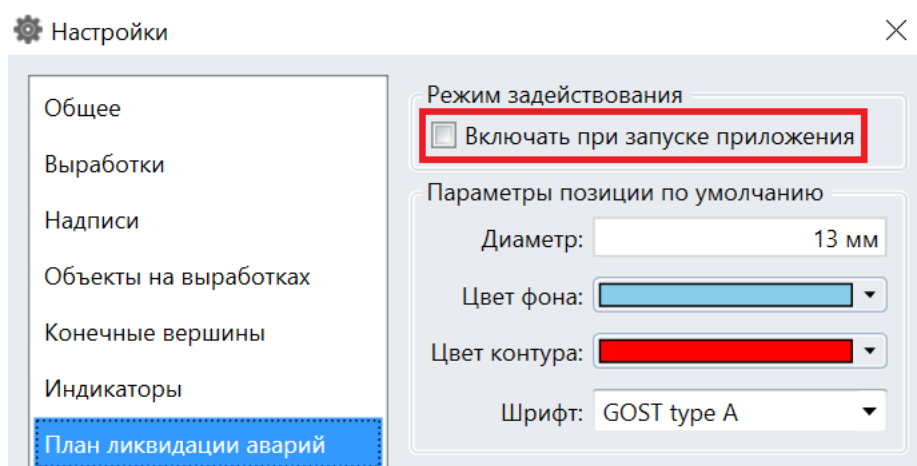 Настройки
Общее
Выработки
Надписи
Объекты на выработках
Конечные вершины
Индикаторы
План ликвидации аварий
Режим задействования
Включать при запуске приложения
Параметры позиции по умолчанию
Диаметр: 13 мм
Цвет фона:
Цвет контура:
Шрифт: GOST type A